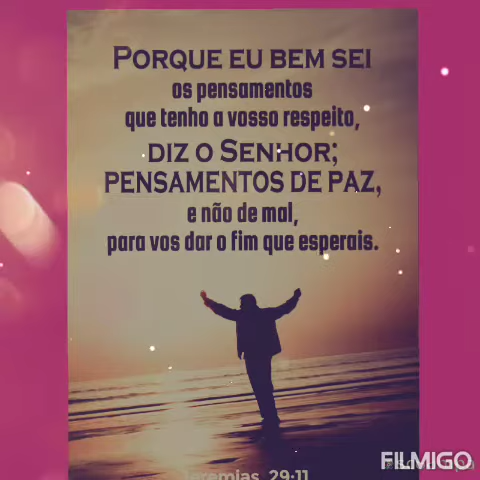 PORQUE EU BEM SEI
os pensamentos
que tenho a vosso respeito,
DIZ O SENHOR;
PENSAMENTOS DE PAZ,
e não de mal,
para vos dar o fim que esperais.
Jeremias, 29:11
FILMIGO